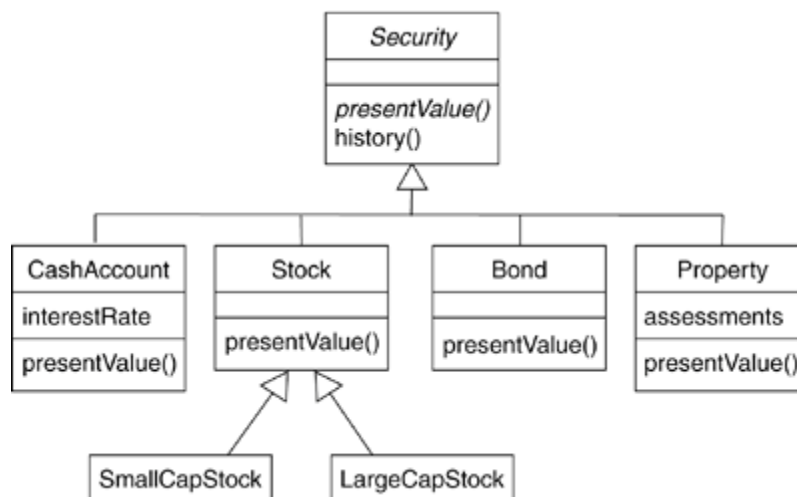 Security
presentValue()
history()
CashAccount
interestRate
presentValue()
Stock
presentValue()
Bond
presentValue()
Property
assessments
presentValue()
SmallCapStock
LargeCapStock